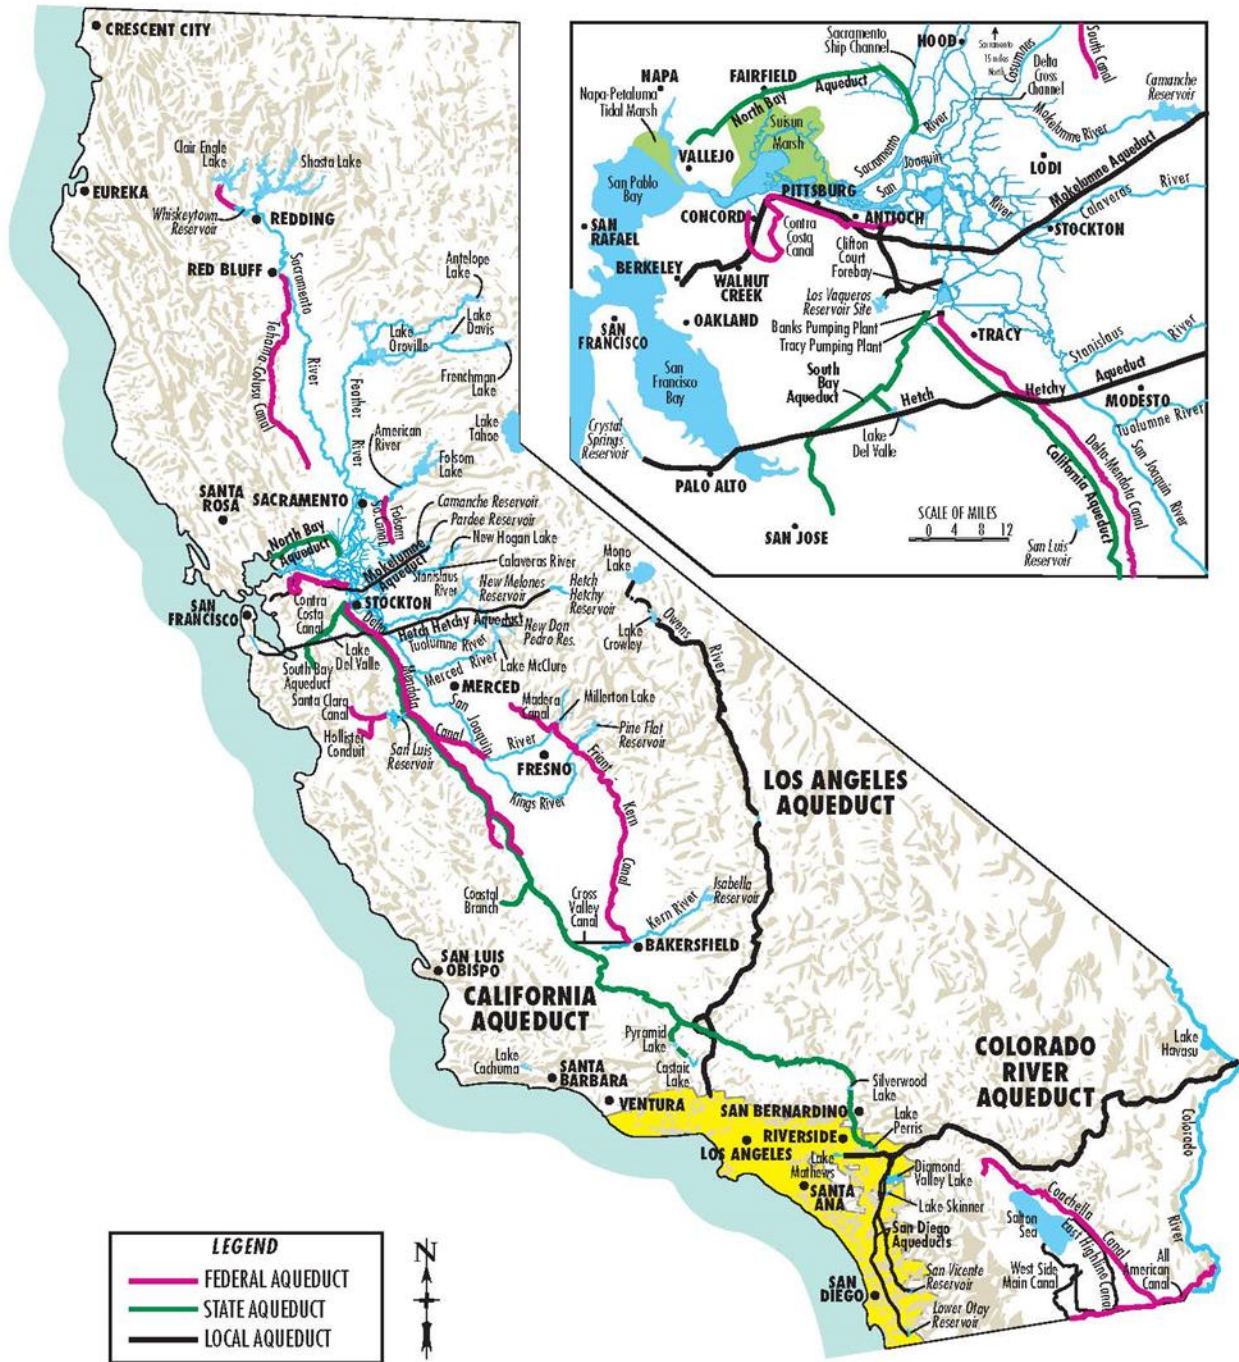 CRESCENT CITY
Clair Engle
Lake
Shasta Lake
EUREKA
Whiskeytown
Reservoir
REDDING
RED BLUFF
Sacramento
River
Tehama Colusa Canal
Antelope
Lake
Lake
Davis
Lake
Oroville
Frenchman
Lake
Feather
River
Lake
Tahoe
American
River
Folsom
Lake
SANTA
ROSA
SACRAMENTO
Folsom
So. Canal
Camanche Reservoir
Pardee Reservoir
New Hogan Lake
North Bay
Aqueduct
Mokelumne
Aqueduct
Calaveras River
Stanislaus
River
New Melones
Reservoir
Hetch
Hetchy
Reservoir
Mono
Lake
SAN
FRANCISCO
Contra
Costa
Canal
STOCKTON
Delta
Mendota
Canal
Hetch Hetchy Aqueduct
Tuolumne River
New Don
Pedro Res.
Lake
Crowley
Owens
River
South Bay
Aqueduct
Lake
Del Valle
Merced River
Lake McClure
MERCED
Santa Clara
Canal
Hollister
Conduit
San Luis
Reservoir
San
Joaquin
River
Madera
Canal
Millerton Lake
Pine Flat
Reservoir
FRESNO
Kings River
Friant
Kern
Canal
LOS ANGELES
AQUEDUCT
Coastal
Branch
Cross
Valley
Canal
Isabella
Reservoir
Kern River
BAKERSFIELD
SAN LUIS
OBISPO
CALIFORNIA
AQUEDUCT
Pyramid
Lake
Castaic
Lake
Lake
Cachuma
SANTA
BARBARA
VENTURA
Silverwood
Lake
SAN BERNARDINO
Lake
Perris
RIVERSIDE
LOS ANGELES
COLORADO
RIVER
AQUEDUCT
Lake
Havasu
Colorado
River
Lake
Mathews
SANTA
ANA
Diamond
Valley Lake
Lake Skinner
San Diego
Aqueducts
San Vicente
Reservoir
SAN
DIEGO
Lower Otay
Reservoir
Salton
Sea
Coachella
Canal
East Highline Canal
West Side
Main Canal
All
American
Canal
LEGEND
FEDERAL AQUEDUCT
STATE AQUEDUCT
LOCAL AQUEDUCT
N
Sacramento
Ship Channel
HOOD
Sacramento
15 miles
North
Cosumnes
South Canal
Delta
Cross
Channel
Camanche
Reservoir
NAPA
Napa-Petaluma
Tidal Marsh
FAIRFIELD
North Bay
Aqueduct
Suisun
Marsh
Sacramento
River
Mokelumne River
VALLEJO
San
Joaquin
River
LODI
Mokelumne Aqueduct
San Pablo
Bay
PITTSBURG
Calaveras
River
CONCORD
ANTIOCH
STOCKTON
SAN
RAFAEL
Contra
Costa
Canal
Clifton
Court
Forebay
BERKELEY
WALNUT
CREEK
Los Vaqueros
Reservoir Site
OAKLAND
Banks Pumping Plant
Tracy Pumping Plant
TRACY
Stanislaus
River
SAN
FRANCISCO
San
Francisco
Bay
South
Bay
Aqueduct
Hetch
Hetchy
Aqueduct
MODESTO
Tuolumne River
Crystal
Springs
Reservoir
Lake
Del Valle
Delta-Mendota Canal
California Aqueduct
San Joaquin
River
PALO ALTO
SAN JOSE
SCALE OF MILES
0 4 8 12
San Luis
Reservoir